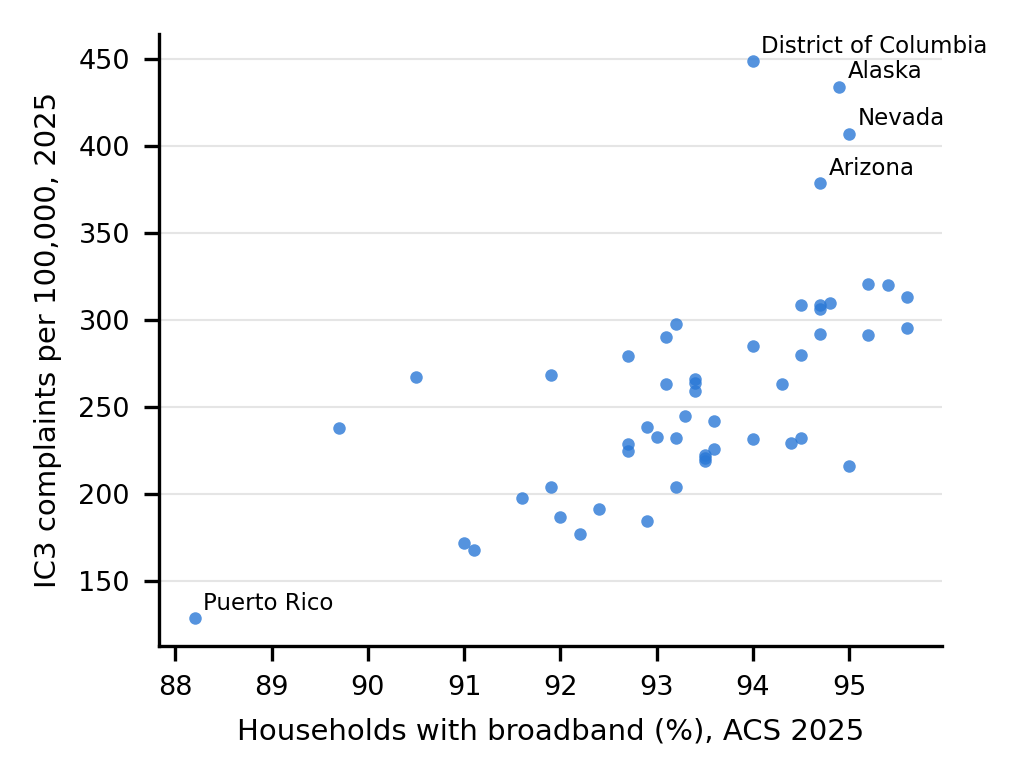 District of Columbia
Alaska
Nevada
Arizona
Puerto Rico
IC3 complaints per 100,000, 2025
450
400
350
300
250
200
150
88 89 90 91 92 93 94 95
Households with broadband (%), ACS 2025